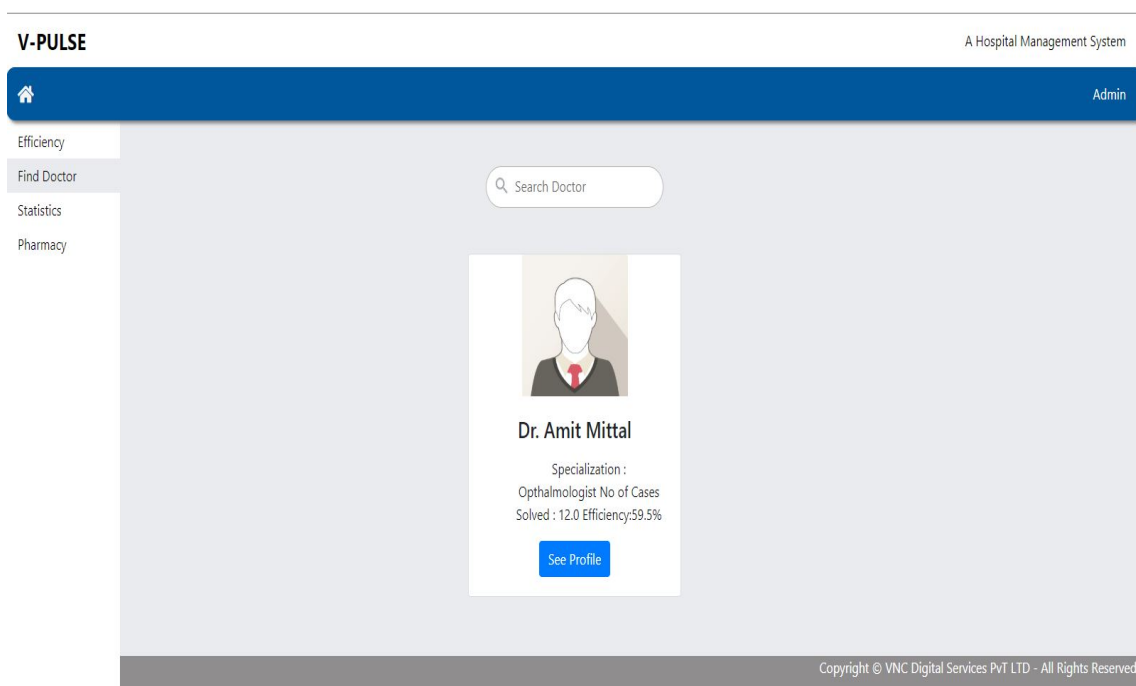 V-PULSE
A Hospital Management System
Admin
Efficiency
Find Doctor
Statistics
Pharmacy
Search Doctor
Dr. Amit Mittal
Specialization :
Opthalmologist No of Cases
Solved : 12.0 Efficiency:59.5%
See Profile
Copyright © VNC Digital Services PvT LTD - All Rights Reserved